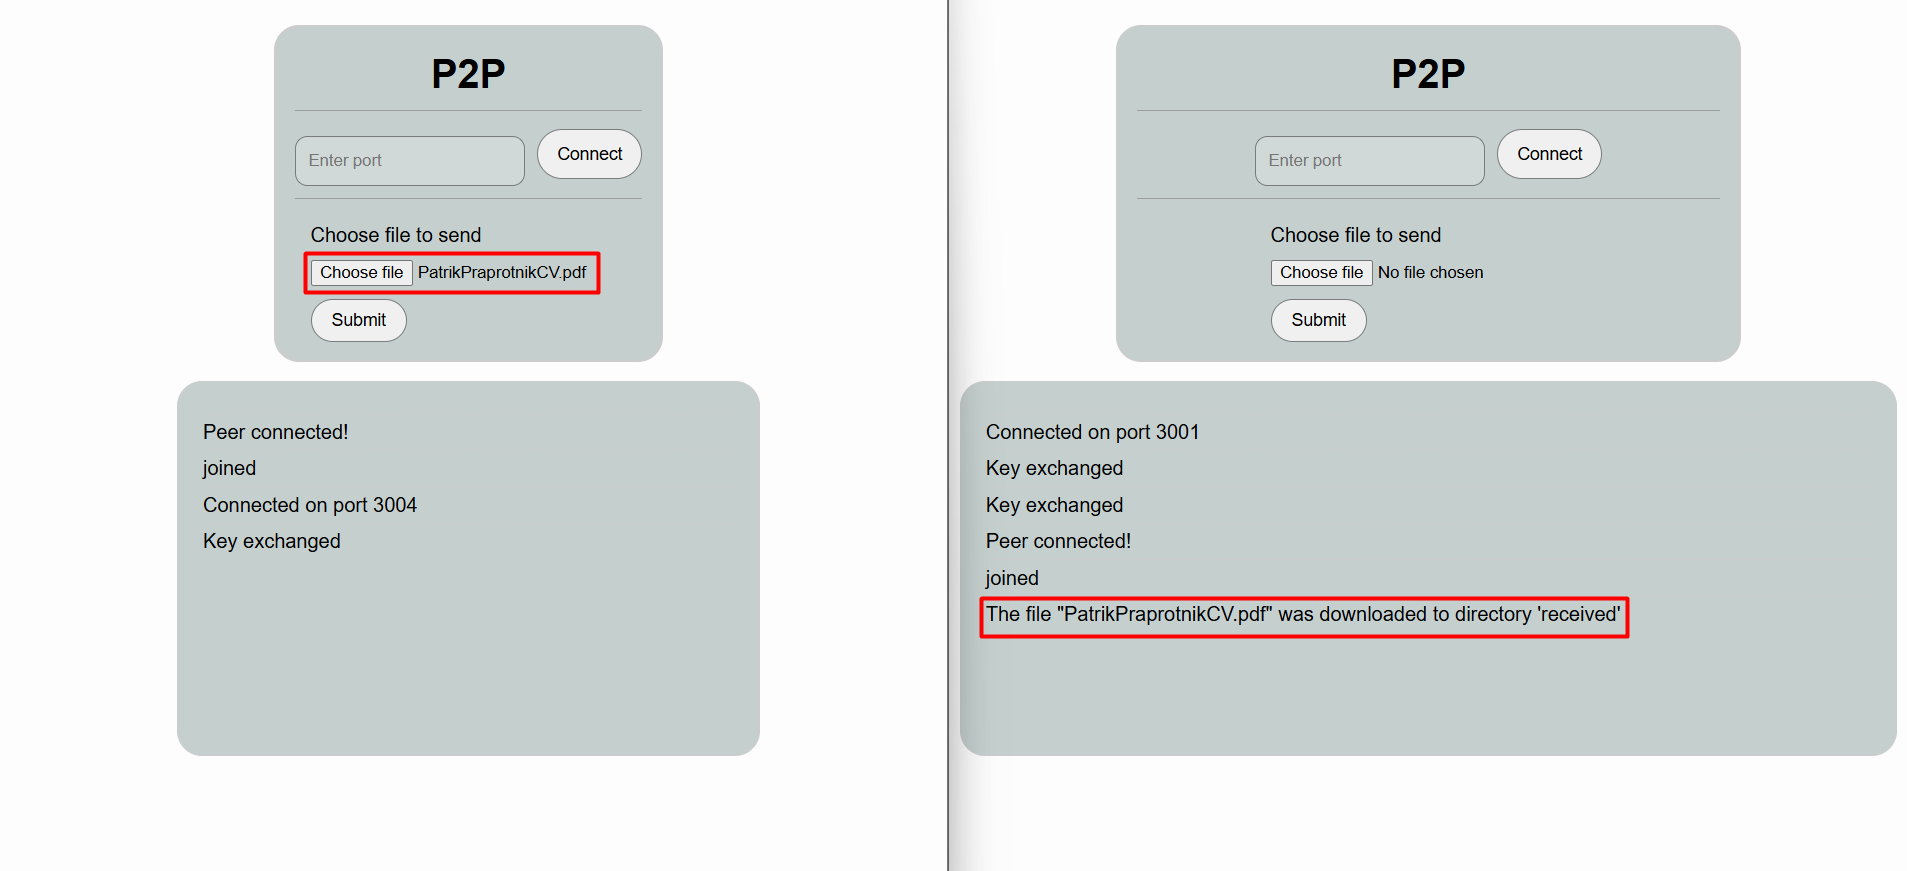 P2P
Enter port
Connect
Choose file to send
Choose file PatrikPraprotnikCV.pdf
Submit
Peer connected!
joined
Connected on port 3004
Key exchanged
P2P
Enter port
Connect
Choose file to send
Choose file No file chosen
Submit
Connected on port 3001
Key exchanged
Key exchanged
Peer connected!
joined
The file "PatrikPraprotnikCV.pdf" was downloaded to directory 'received'